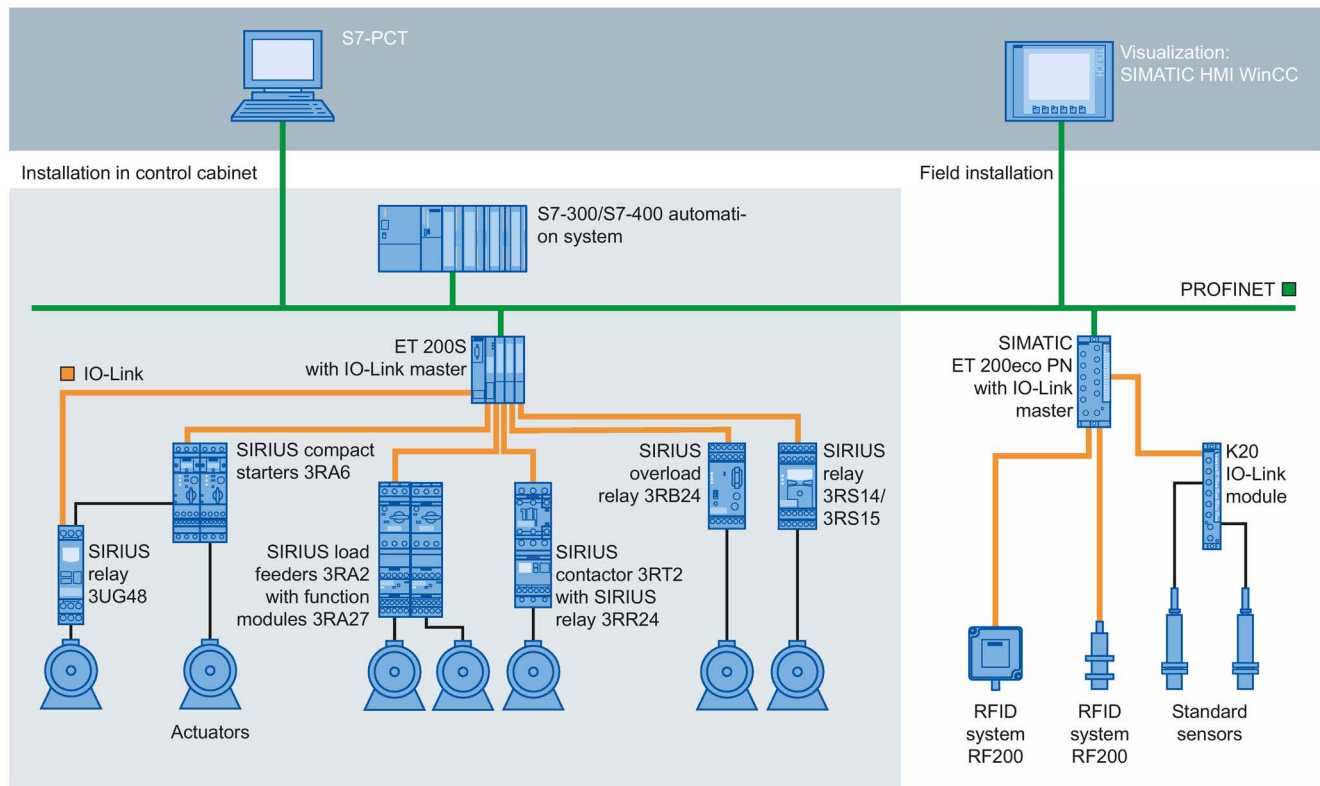 S7-PCT
Visualization:
SIMATIC HMI WinCC
TOUCH
Installation in control cabinet
Field installation
S7-300/S7-400 automati-
on system
PROFINET
ET 200S
with IO-Link master
IO-Link
SIMATIC
ET 200eco PN
with IO-Link
master
SIRIUS compact
starters 3RA6
SIRIUS
overload
relay 3RB24
SIRIUS
relay
3RS14/
3RS15
K20
IO-Link
module
SIRIUS
relay
3UG48
SIRIUS load
feeders 3RA2
with function
modules 3RA27
SIRIUS
contactor 3RT2
with SIRIUS
relay 3RR24
Actuators
RFID
system
RF200
RFID
system
RF200
Standard
sensors